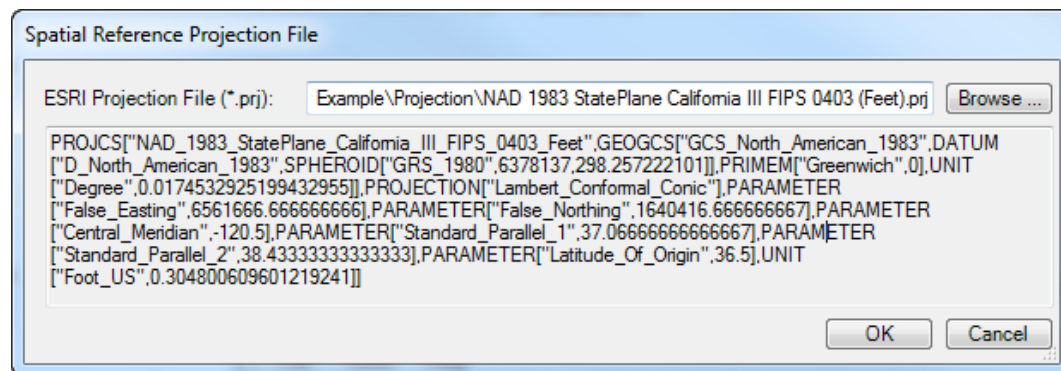 Spatial Reference Projection File
ESRI Projection File (*.prj): Example\Projection\NAD 1983 StatePlane California III FIPS 0403 (Feet).prj Browse ...
PROJCS["NAD_1983_StatePlane_California_III_FIPS_0403_Feet",GEOGCS["GCS_North_American_1983",DATUM
["D_North_American_1983",SPHEROID["GRS_1980",6378137,298.257222101]],PRIMEM["Greenwich",0],UNIT
["Degree",0.0174532925199432955]],PROJECTION["Lambert_Conformal_Conic"],PARAMETER
["False_Easting",6561666.666666666],PARAMETER["False_Northing",1640416.666666667],PARAMETER
["Central_Meridian",-120.5],PARAMETER["Standard_Parallel_1",37.06666666666667],PARAMETER
["Standard_Parallel_2",38.43333333333333],PARAMETER["Latitude_Of_Origin",36.5],UNIT
["Foot_US",0.304800609601219241]]
OK Cancel